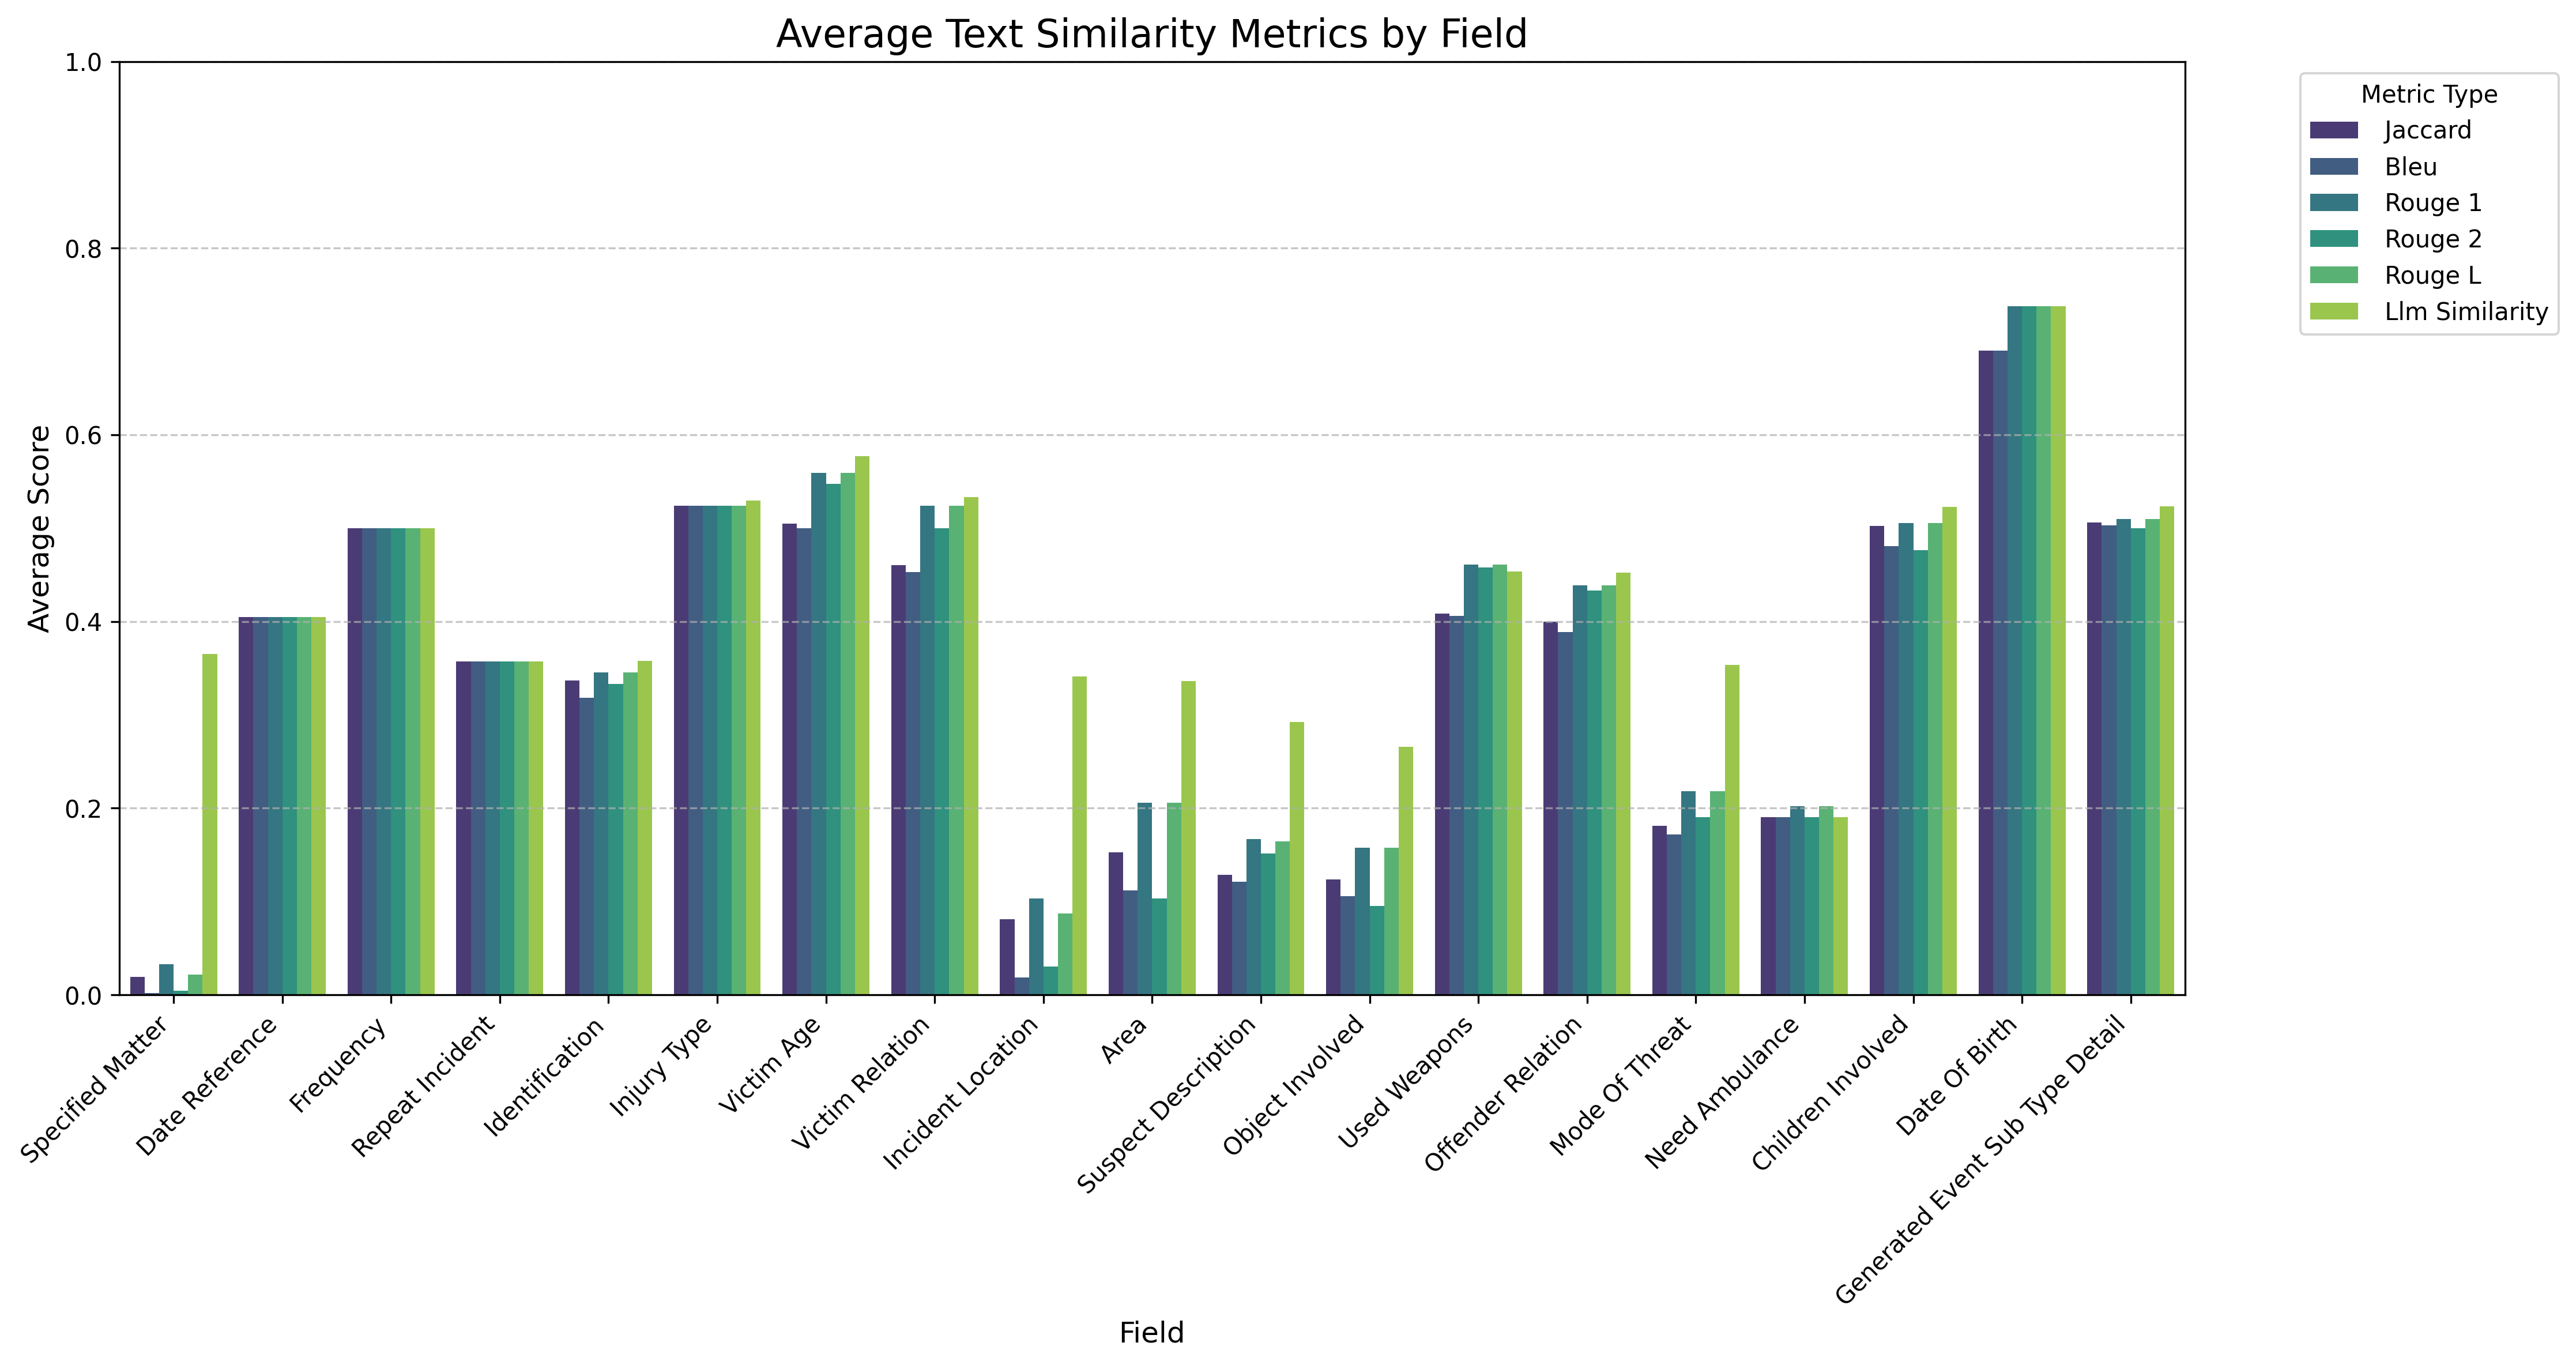 Average Text Similarity Metrics by Field
Average Score
1.0
0.8
0.6
0.4
0.2
0.0
Specified Matter
Date Reference
Frequency
Repeat Incident
Identification
Injury Type
Victim Age
Victim Relation
Incident Location
Area
Suspect Description
Object Involved
Used Weapons
Offender Relation
Mode Of Threat
Need Ambulance
Children Involved
Date Of Birth
Generated Event Sub Type Detail
Field
Metric Type
Jaccard
Bleu
Rouge 1
Rouge 2
Rouge L
Llm Similarity